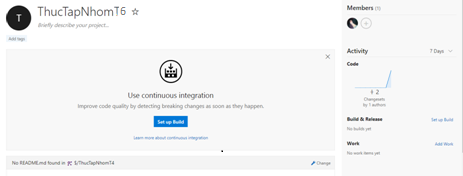 T
ThucTapNhomT6
Briefly describe your project...
Add tags
Use continuous integration
Improve code quality by detecting breaking changes as soon as they happen.
Set up Build
Learn more about continuous integration
No README.md found in $/ThucTapNhomT4
Change
Members (1)
Activity
7 Days
Code
2
Changesets
by 1 authors
Build & Release
Set up Build
No builds yet
Work
Add Work
No work items yet